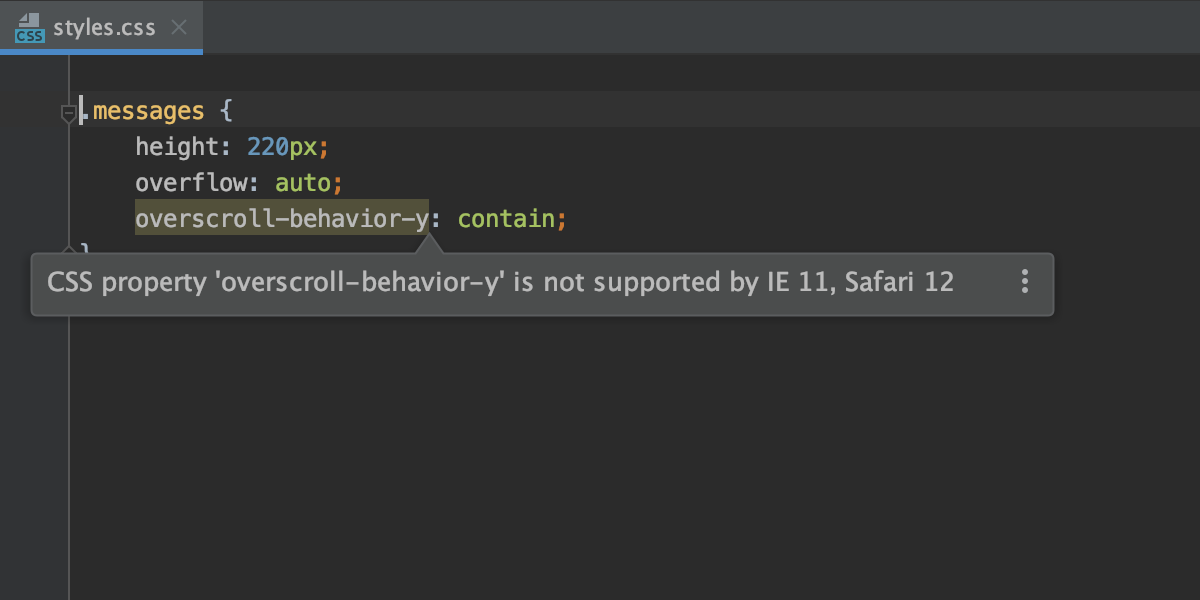 CSS styles.css
.messages {
height: 220px;
overflow: auto;
overscroll-behavior-y: contain;
}
CSS property 'overscroll-behavior-y' is not supported by IE 11, Safari 12